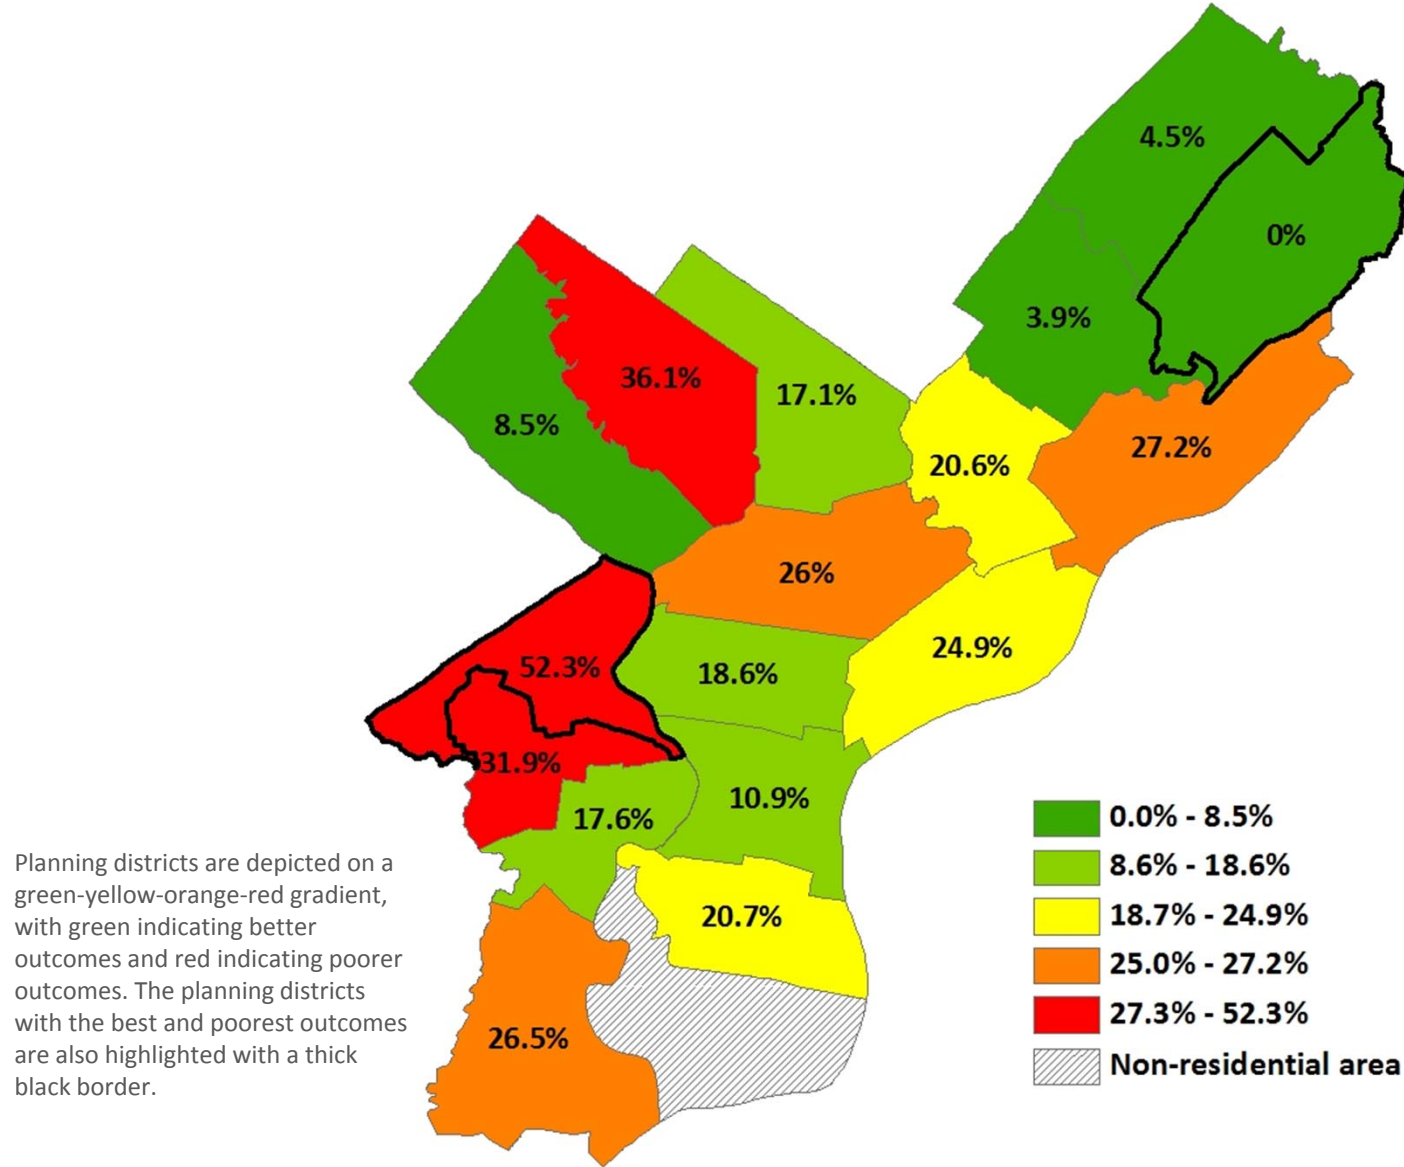 4.5%
0%
3.9%
36.1%
17.1%
8.5%
20.6%
27.2%
26%
52.3%
18.6%
24.9%
31.9%
17.6%
10.9%
20.7%
26.5%
0.0% - 8.5%
8.6% - 18.6%
18.7% - 24.9%
25.0% - 27.2%
27.3% - 52.3%
Non-residential area
Planning districts are depicted on a
green-yellow-orange-red gradient,
with green indicating better
outcomes and red indicating poorer
outcomes. The planning districts
with the best and poorest outcomes
are also highlighted with a thick
black border.